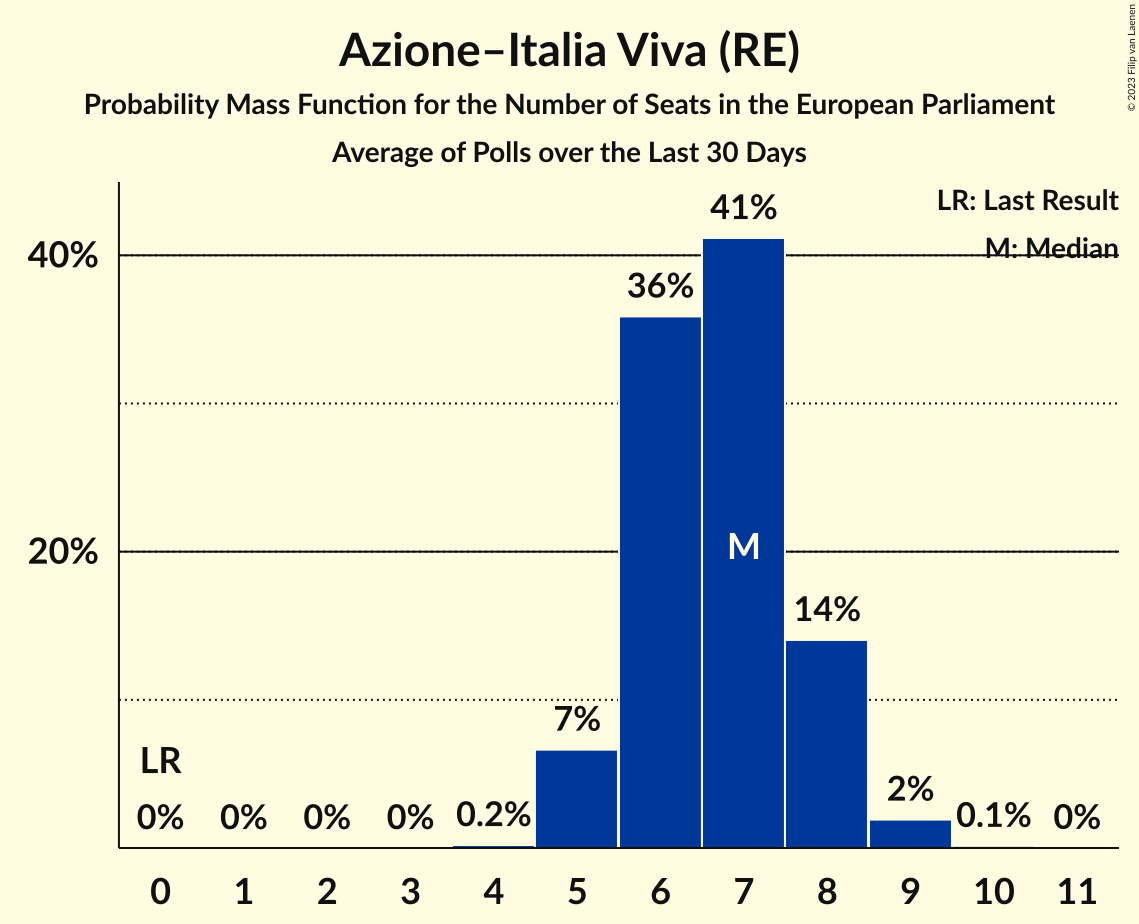 Azione–Italia Viva (RE)
Probability Mass Function for the Number of Seats in the European Parliament
Average of Polls over the Last 30 Days
© 2023 Filip van Laenen
LR: Last Result
M: Median
40%
20%
LR
0%
0%
0%
0%
0.2%
7%
36%
41%
M
14%
2%
0.1%
0%
0 1 2 3 4 5 6 7 8 9 10 11